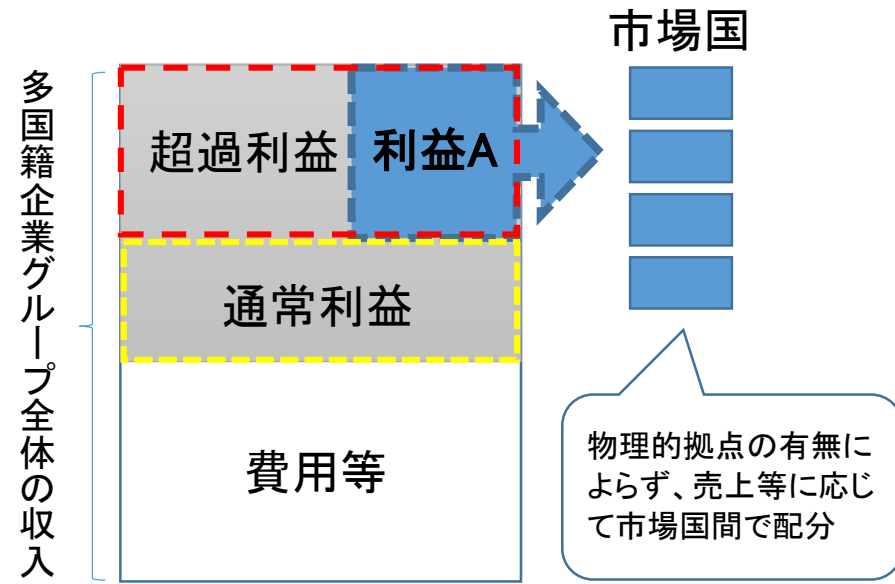 市場国
多国籍企業グループ全体の収入
超過利益
利益A
通常利益
費用等
物理的拠点の有無に
よらず、売上等に応じ
て市場国間で配分